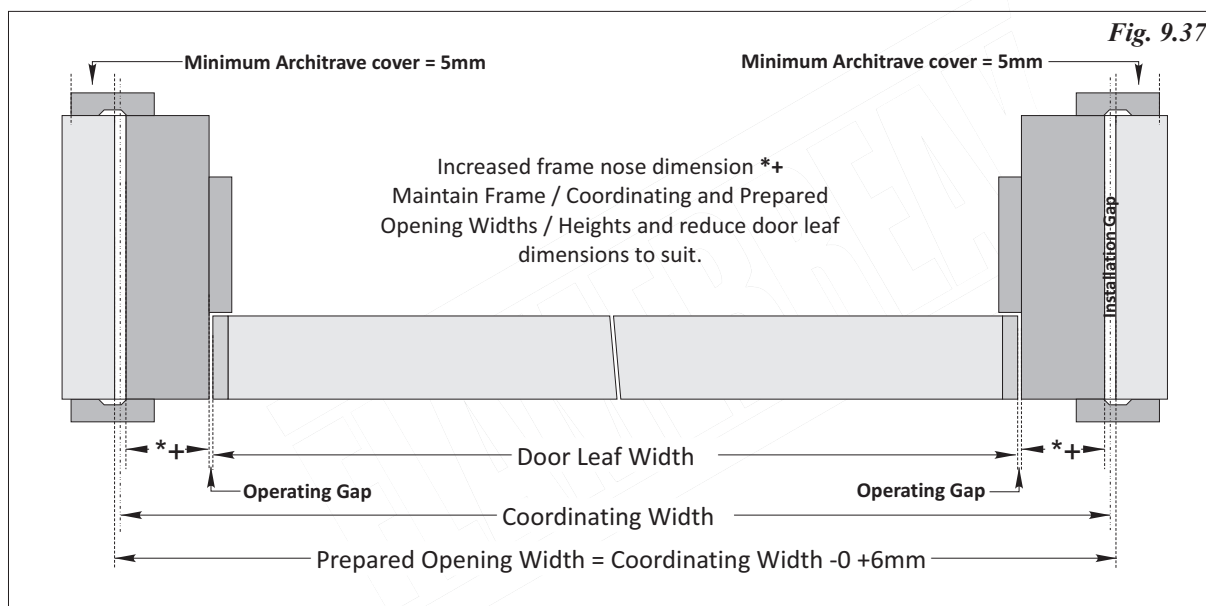 Fig. 9.37
Minimum Architrave cover = 5mm
Minimum Architrave cover = 5mm
Increased frame nose dimension *+
Maintain Frame / Coordinating and Prepared
Opening Widths / Heights and reduce door leaf
dimensions to suit.
Installation Gap
*+
Door Leaf Width
*+
Operating Gap
Operating Gap
Coordinating Width
Prepared Opening Width = Coordinating Width -0 +6mm
FLAMEBREAK